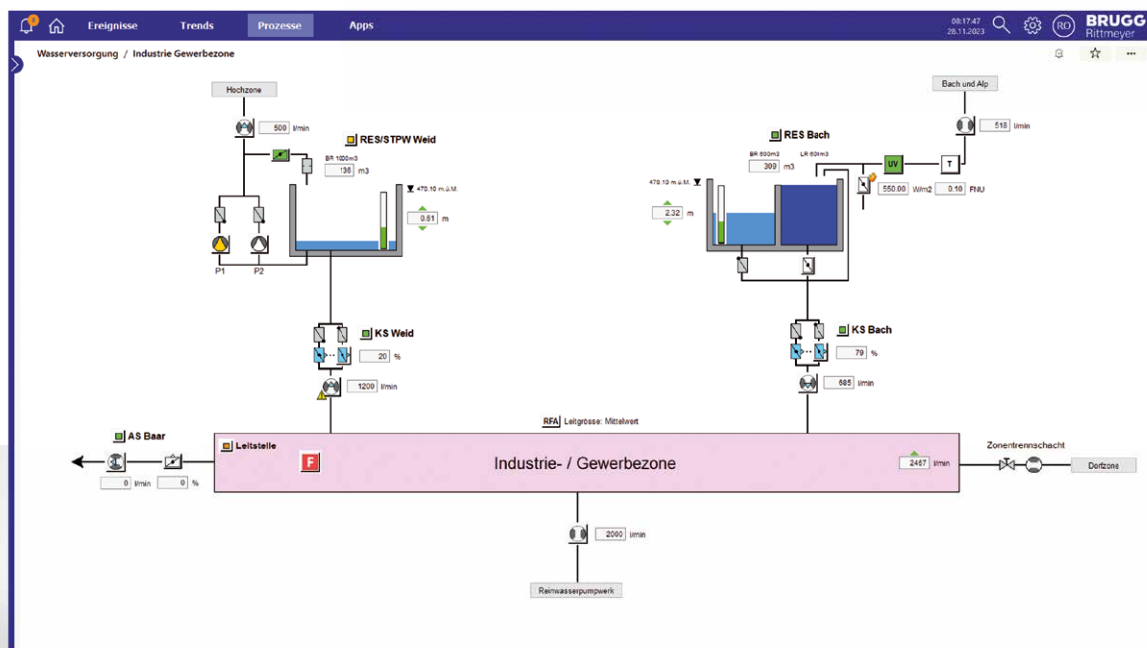 8
Ereignisse
Trends
Prozesse
Apps
08:17:47
28.11.2023
RO
BRUGG
Rittmeyer
Wasserversorgung / Industrie Gewerbezone
Hochzone
500 l/min
RES/STPW Weid
BR 1000m3
136 m3
470.10 m.ü.M.
0.61 m
P1
P2
KS Weid
20 %
1200 l/min
Bach und Alp
518 l/min
RES Bach
BR 600m3
309 m3
470.10 m.ü.M.
2.32 m
UV
T
550.00 W/m2
0.10 FNU
KS Bach
79 %
685 l/min
RFA Leitgrösse: Mittelwert
AS Baar
0 l/min
0 %
Leitstelle
F
Industrie- / Gewerbezone
2467 l/min
Zonentrennschacht
Dorfzone
2000 l/min
Reinwasserpumpwerk